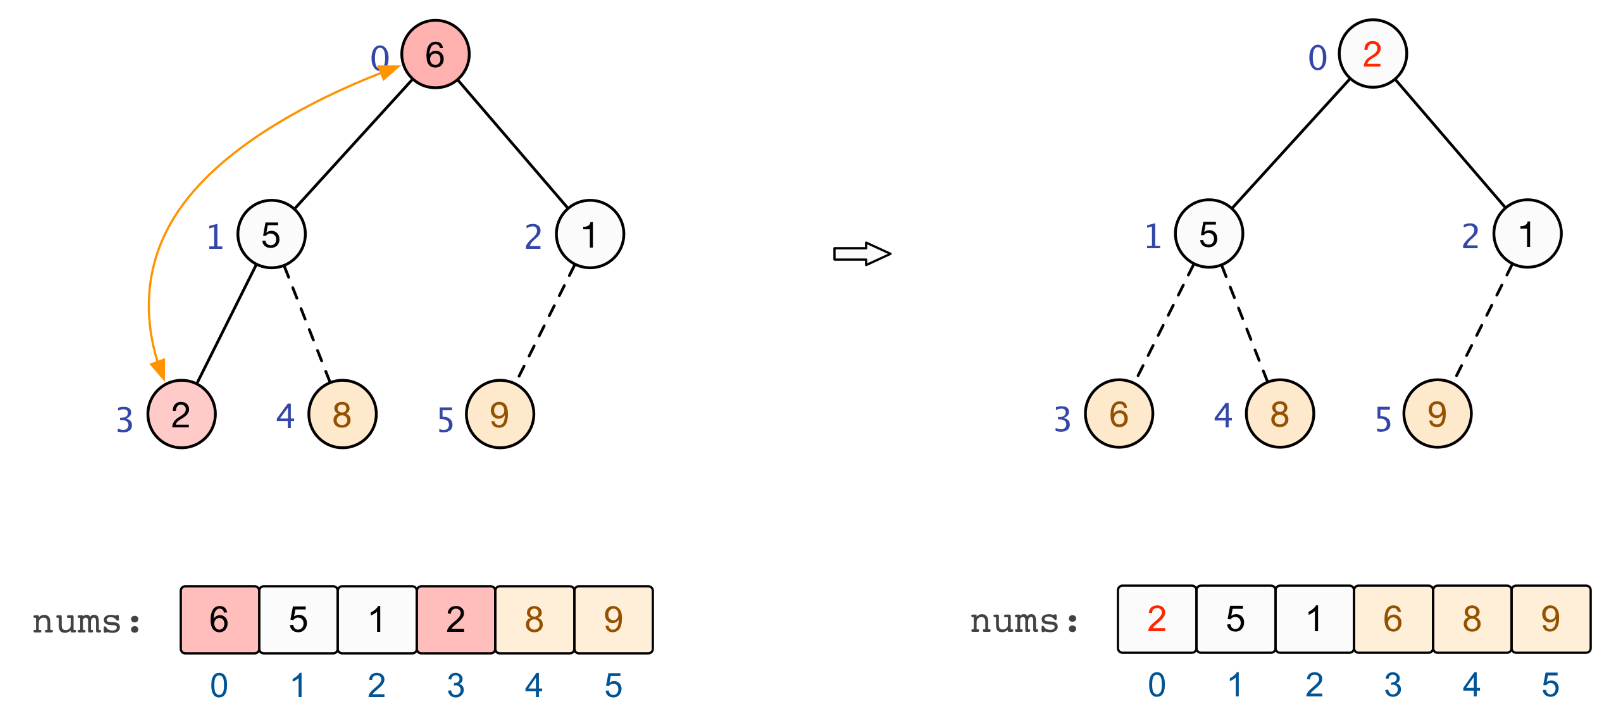 0 6 0 2
1 5 2 1 1 5 2 1
3 2 4 8 5 9 3 6 4 8 5 9
nums: 6 5 1 2 8 9 nums: 2 5 1 6 8 9
0 1 2 3 4 5 0 1 2 3 4 5